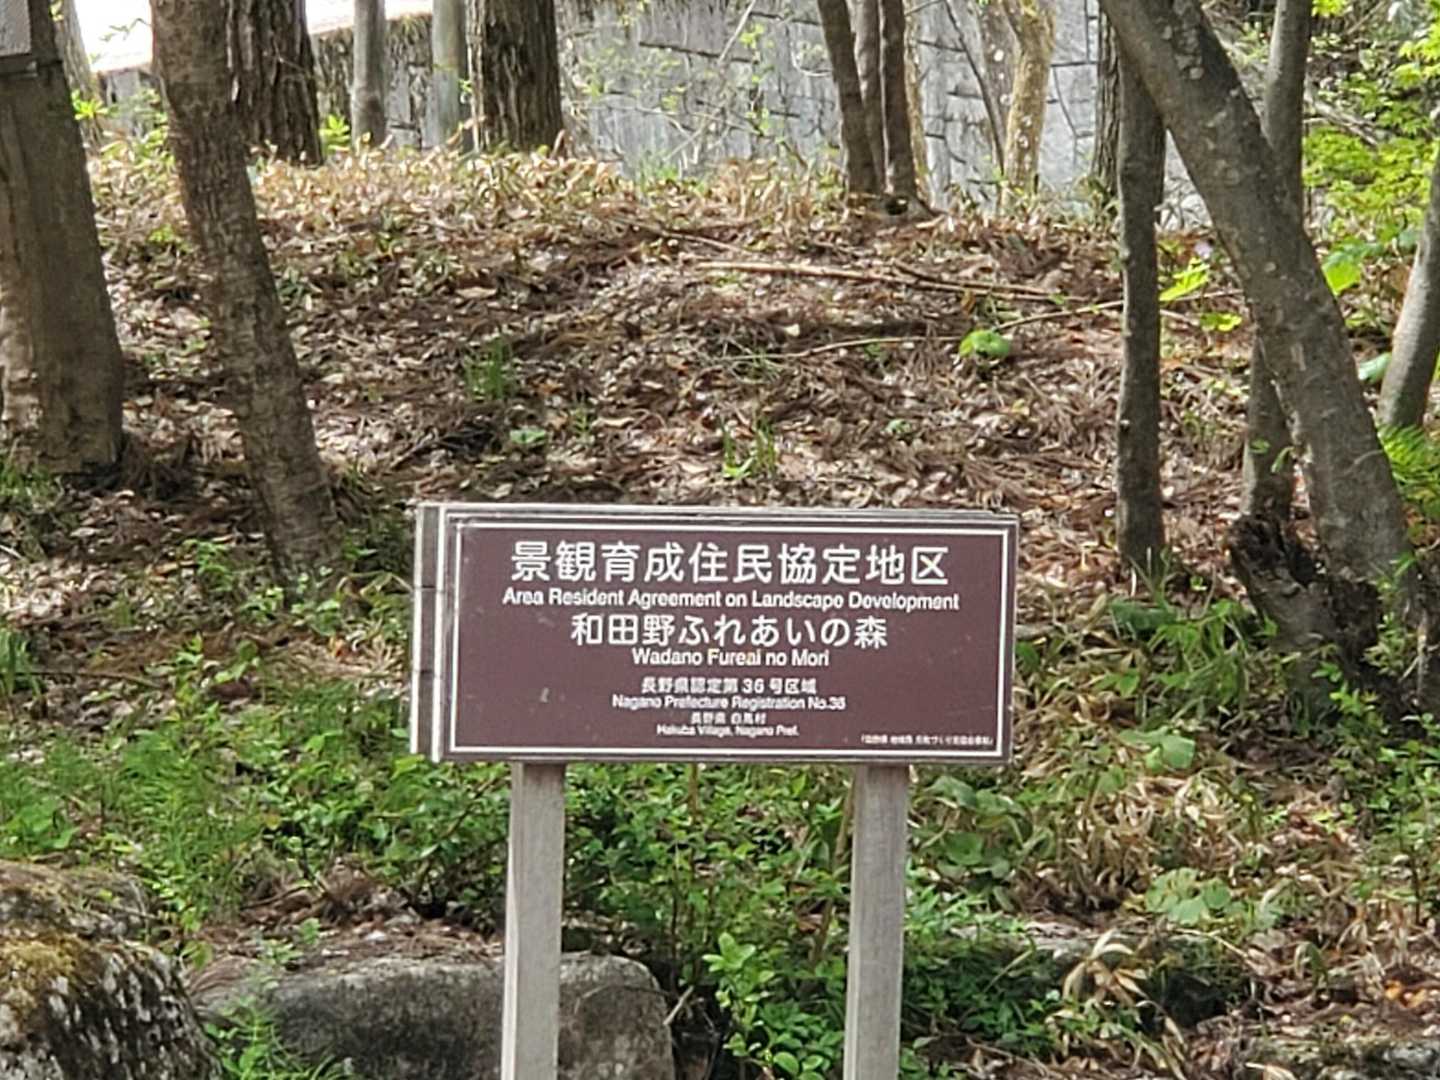 景観育成住民協定地区
Area Resident Agreement on Landscape Development
和田野ふれあいの森
Wadano Fureai no Mori
長野県認定第36号区域
Nagano Prefecture Registration No.36
長野県 白馬村
Hakuba Village, Nagano Pref.